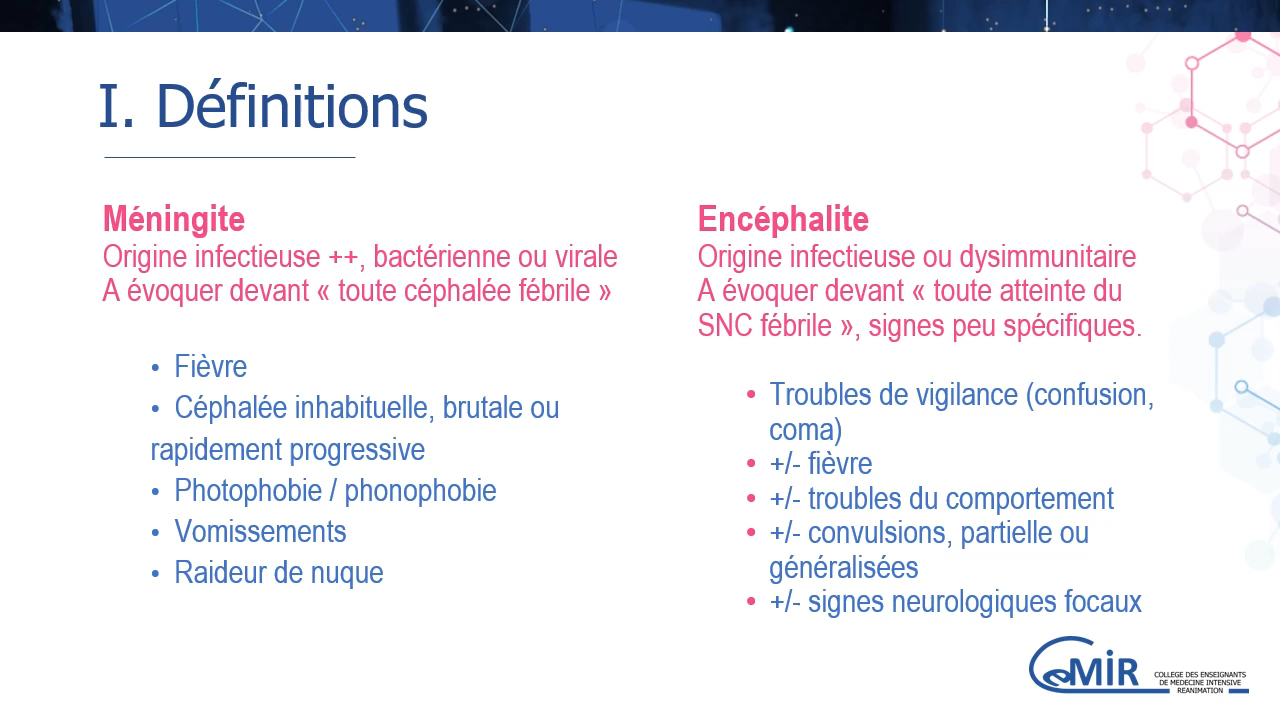 I. Définitions
Méningite
Origine infectieuse ++, bactérienne ou virale
A évoquer devant « toute céphalée fébrile »
• Fièvre
• Céphalée inhabituelle, brutale ou
rapidement progressive
• Photophobie / phonophobie
• Vomissements
• Raideur de nuque
Encéphalite
Origine infectieuse ou dysimmunitaire
A évoquer devant « toute atteinte du
SNC fébrile », signes peu spécifiques.
• Troubles de vigilance (confusion,
coma)
• +/- fièvre
• +/- troubles du comportement
• +/- convulsions, partielle ou
généralisées
• +/- signes neurologiques focaux
CeMIR
COLLEGE DES ENSEIGNANTS
DE MEDECINE INTENSIVE
REANIMATION